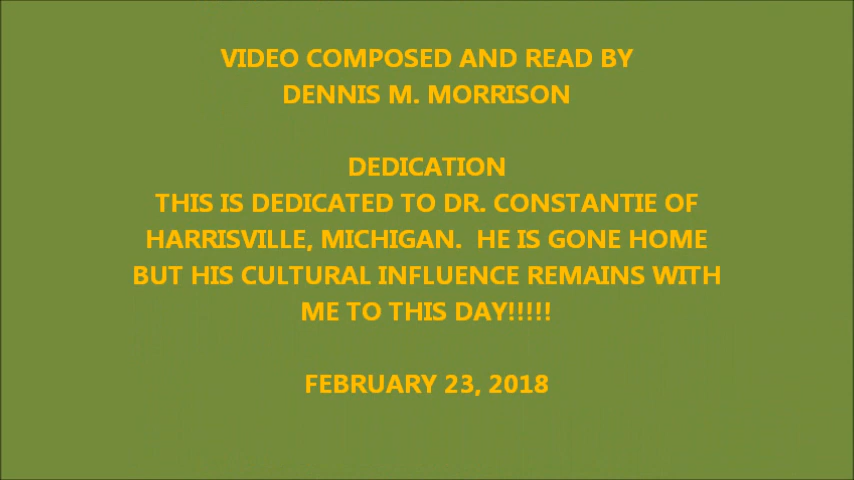 VIDEO COMPOSED AND READ BY
DENNIS M. MORRISON
DEDICATION
THIS IS DEDICATED TO DR. CONSTANTIE OF
HARRISVILLE, MICHIGAN.  HE IS GONE HOME
BUT HIS CULTURAL INFLUENCE REMAINS WITH
ME TO THIS DAY!!!!!
FEBRUARY 23, 2018